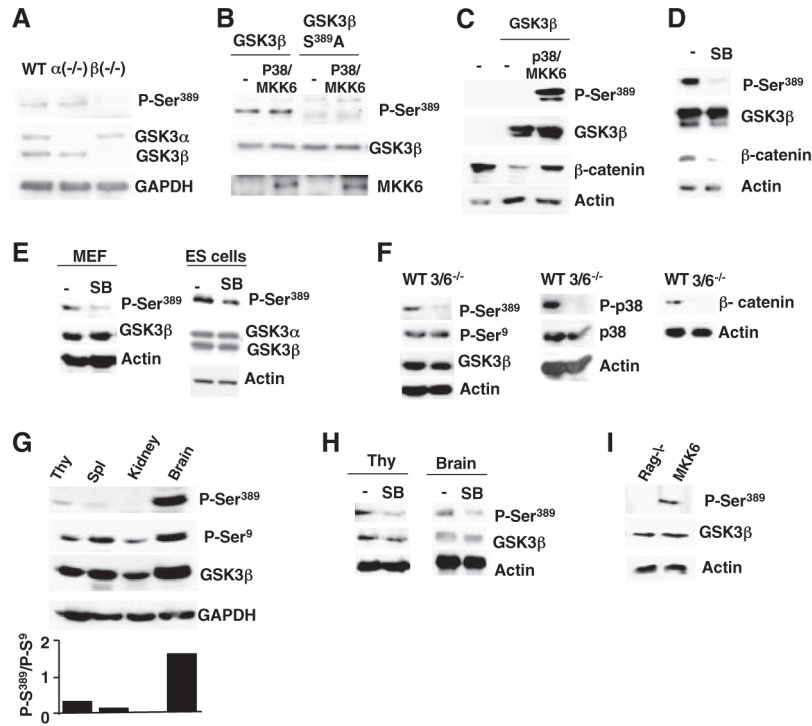 A
WT α(-/-) β(-/-)
P-Ser389
GSK3α
GSK3β
GAPDH
B
GSK3β
GSK3β
S389A
- P38/
MKK6
- P38/
MKK6
P-Ser389
GSK3β
MKK6
C
GSK3β
- - p38/
MKK6
P-Ser389
GSK3β
β-catenin
Actin
D
- SB
P-Ser389
GSK3β
β-catenin
Actin
E
MEF
- SB
P-Ser389
GSK3β
Actin
ES cells
- SB
P-Ser389
GSK3α
GSK3β
Actin
F
WT 3/6-/-
P-Ser389
P-Ser9
GSK3β
Actin
WT 3/6-/-
P-p38
p38
Actin
WT 3/6-/-
β- catenin
Actin
G
Thy Spl Kidney Brain
P-Ser389
P-Ser9
GSK3β
GAPDH
P-S389/P-S9
2
1
0
H
Thy
- SB
Brain
- SB
P-Ser389
GSK3β
Actin
I
Rag-\- MKK6
P-Ser389
GSK3β
Actin